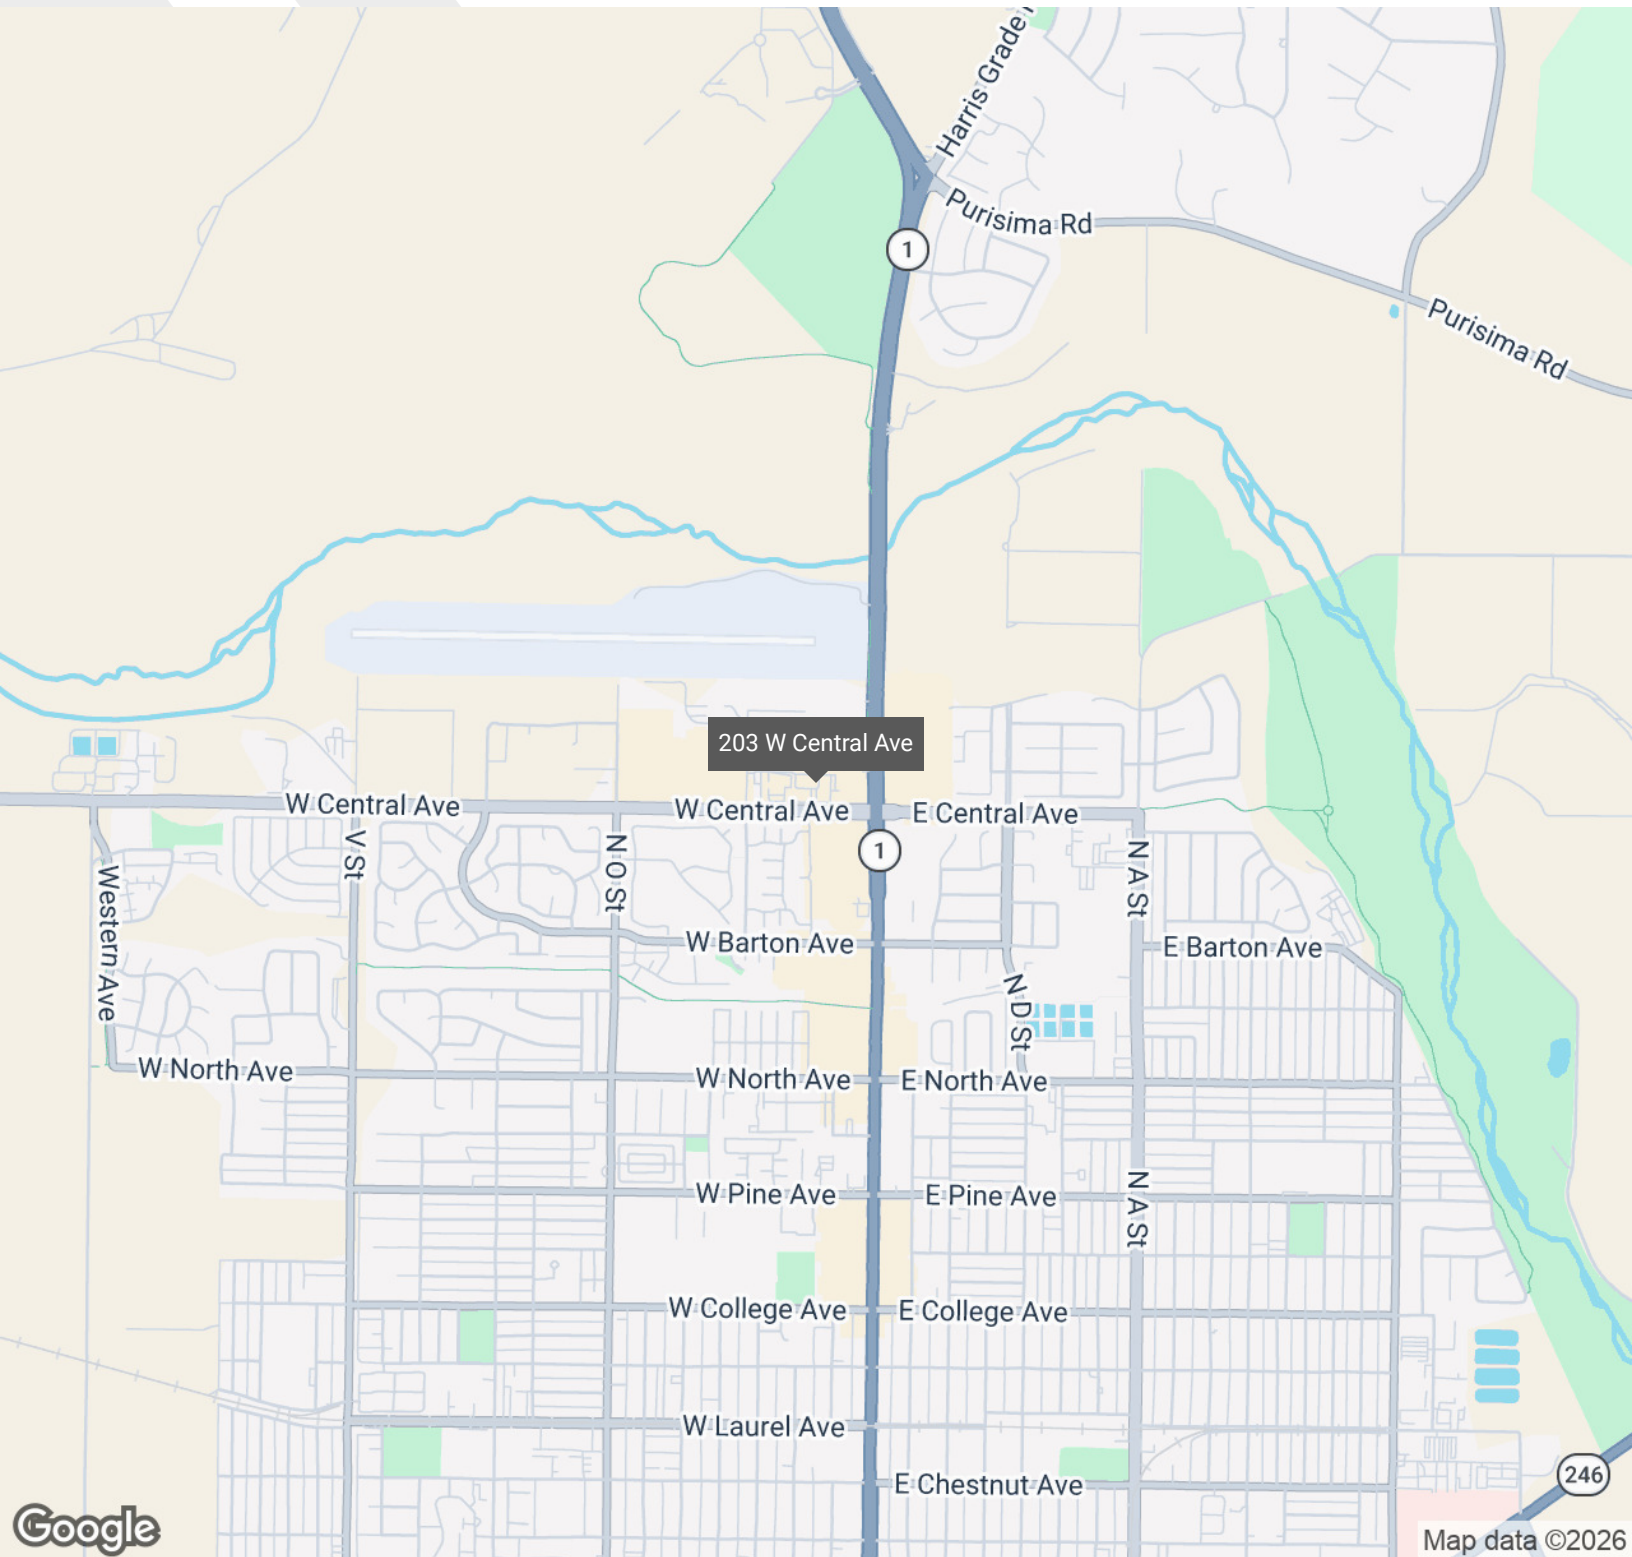 Harris Grade
Purisima Rd
1
Purisima Rd
203 W Central Ave
W Central Ave
W Central Ave
E Central Ave
1
V St
N O St
N A St
Western Ave
W Barton Ave
E Barton Ave
N D St
W North Ave
W North Ave
E North Ave
W Pine Ave
E Pine Ave
N A St
W College Ave
E College Ave
W Laurel Ave
E Chestnut Ave
246
Google
Map data ©2026